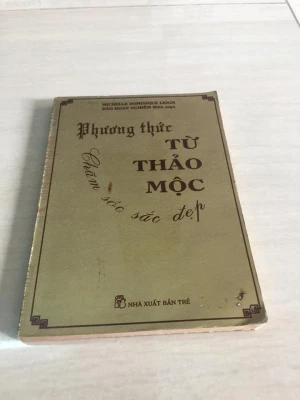 MICHELLE DOMINIQUE LEIGH
Phương thức
TỪ
THẢO
MỘC
Chăm sóc sắc đẹp
NHÀ XUẤT BẢN TRẺ